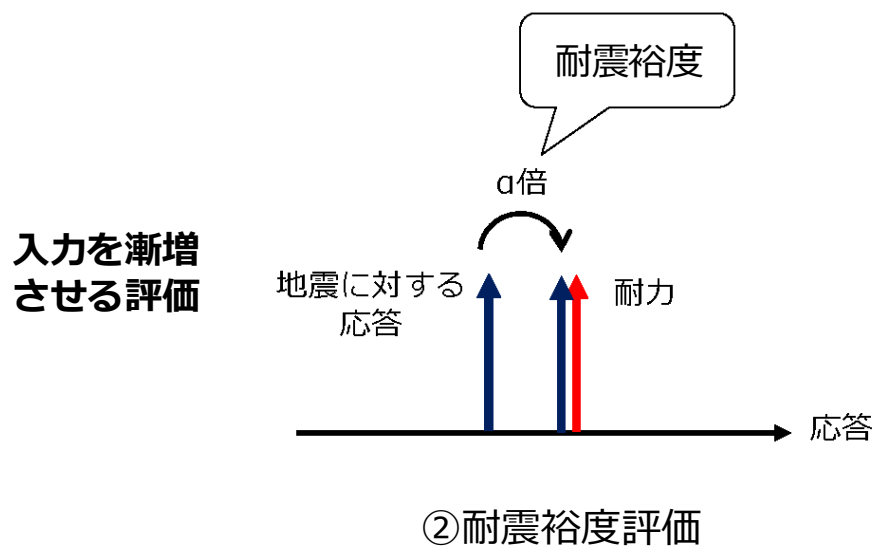 耐震裕度
α倍
入力を漸増
させる評価
地震に対する
応答
耐力
応答
②耐震裕度評価